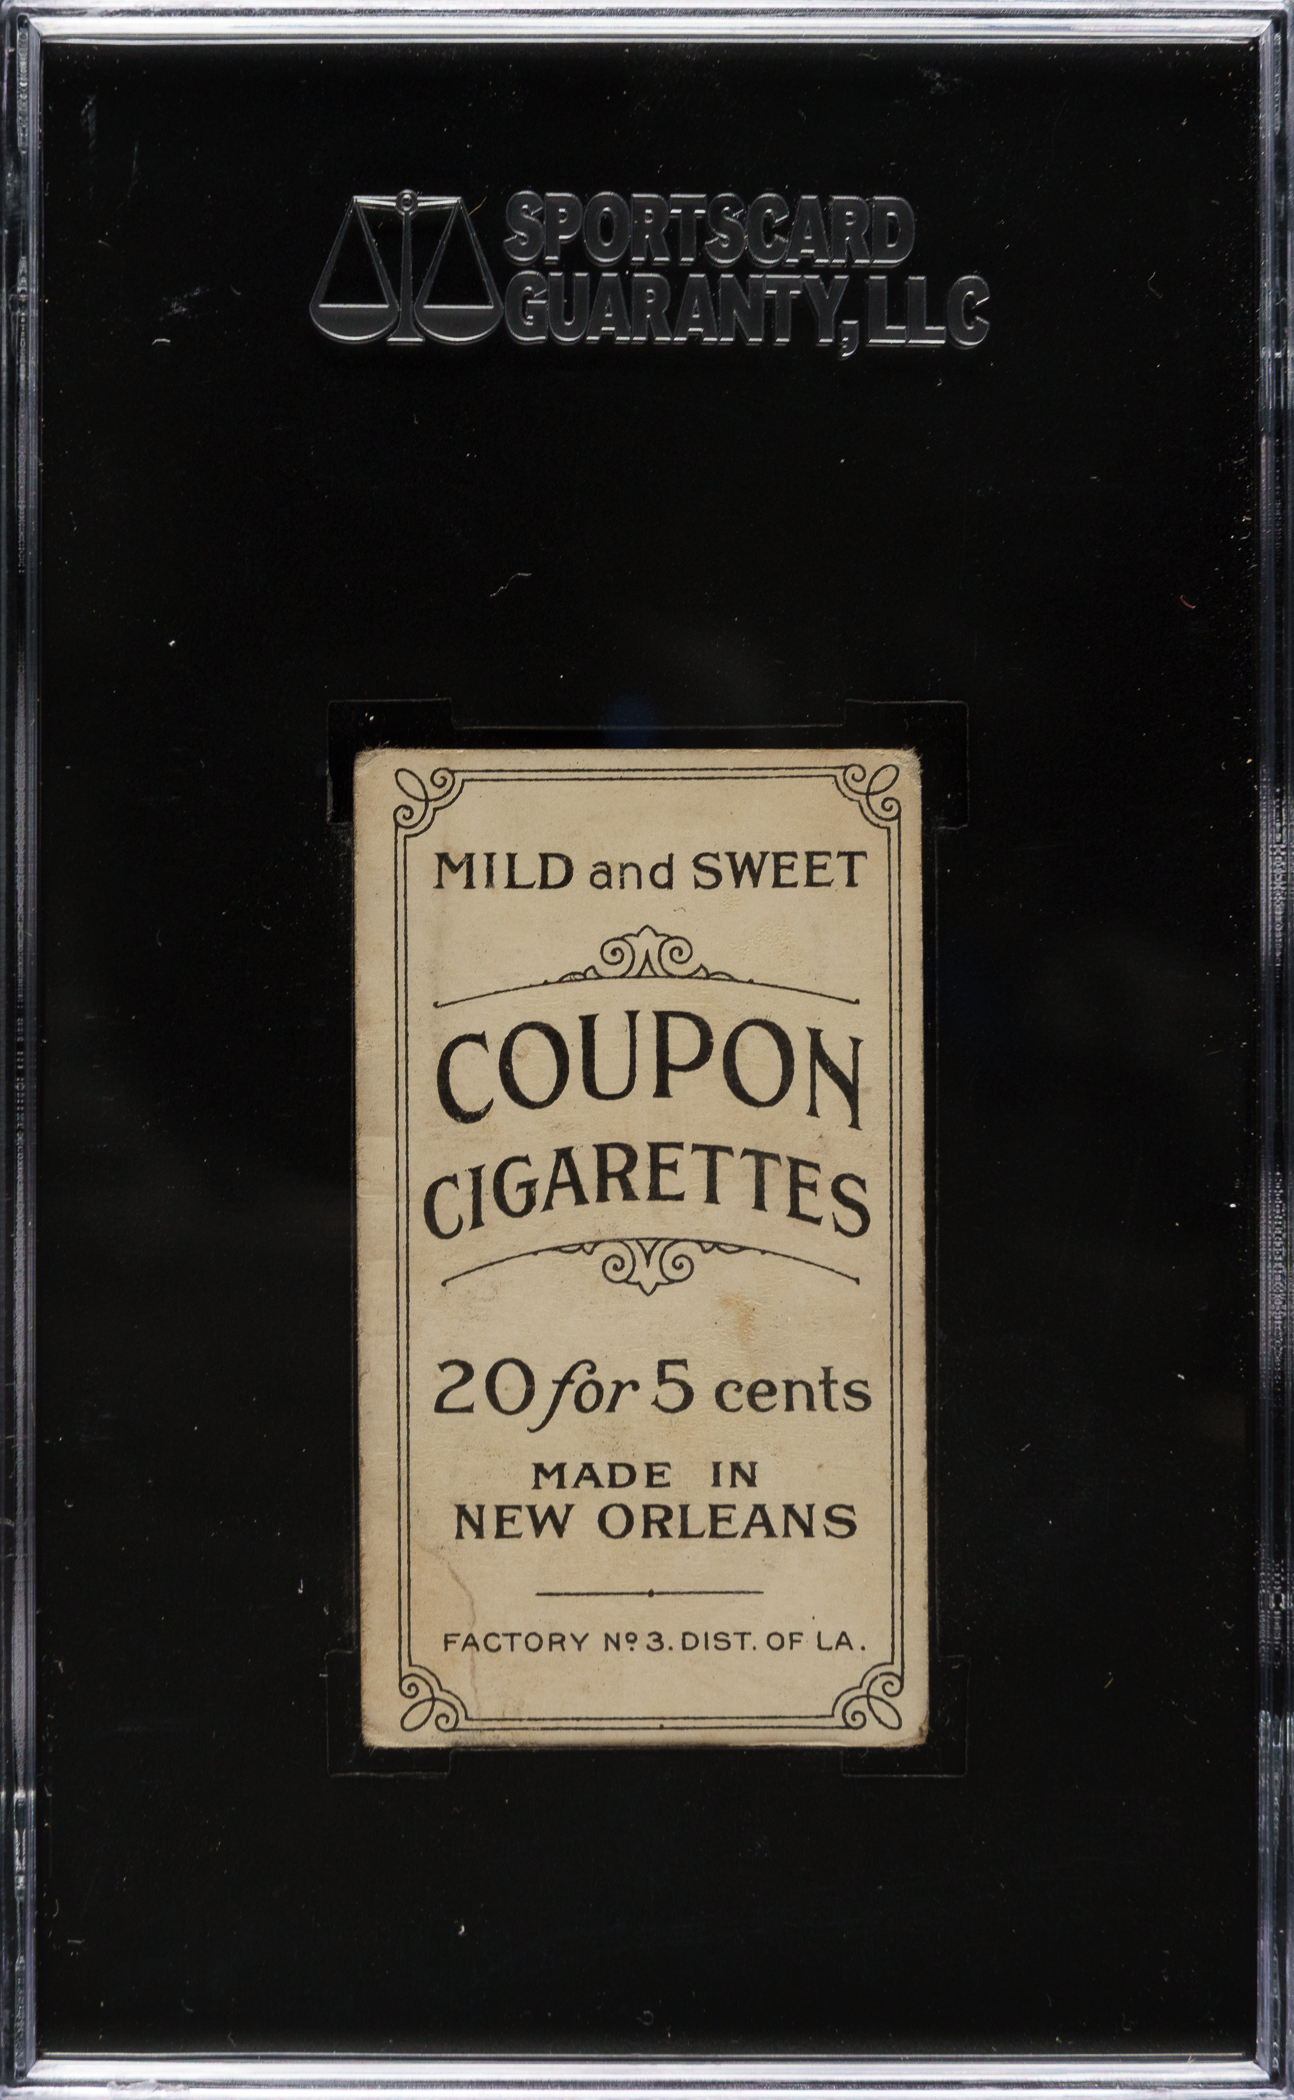 SPORTSCARD
GUARANTY, LLC
MILD and SWEET
COUPON
CIGARETTES
20 for 5 cents
MADE IN
NEW ORLEANS
FACTORY Nº 3. DIST. OF LA.